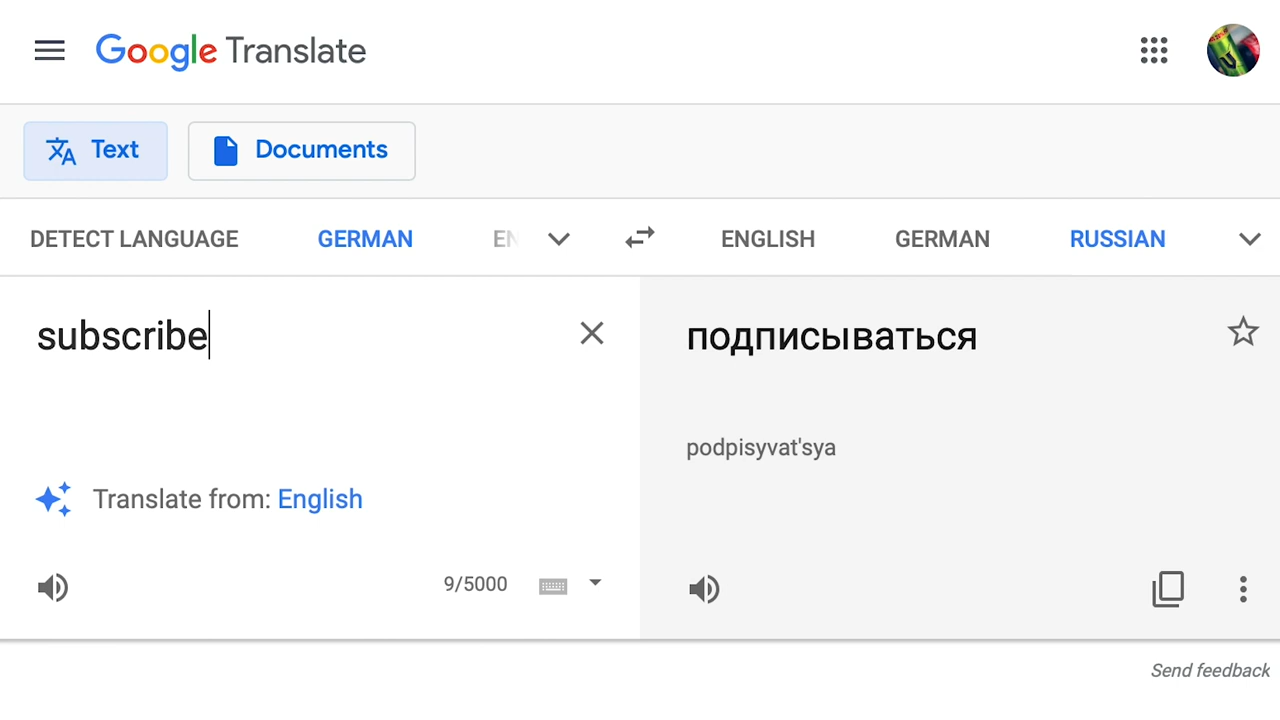 Google Translate
Text
Documents
DETECT LANGUAGE GERMAN EN ENGLISH GERMAN RUSSIAN
subscribe
подписываться
podpisyvat'sya
Translate from: English
9/5000
Send feedback